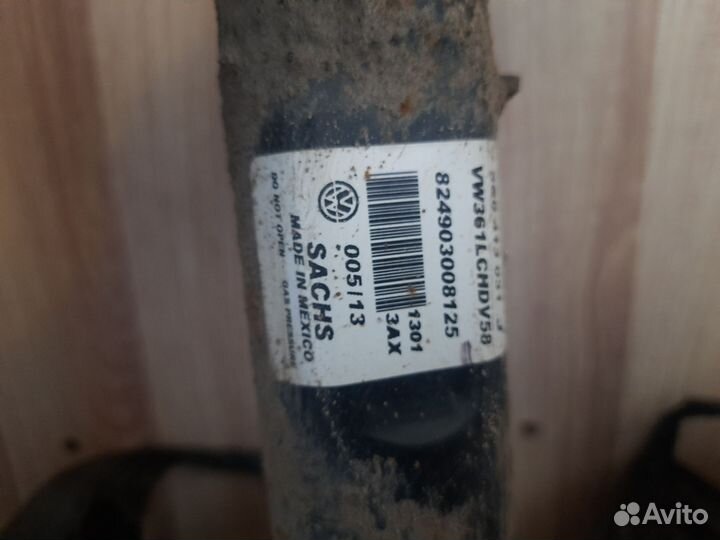 VW361LCHDV58
824903008125
1301
3AX
005/13
SACHS
MADE IN MEXICO
DO NOT OPEN GAS PRESSURE
Avito